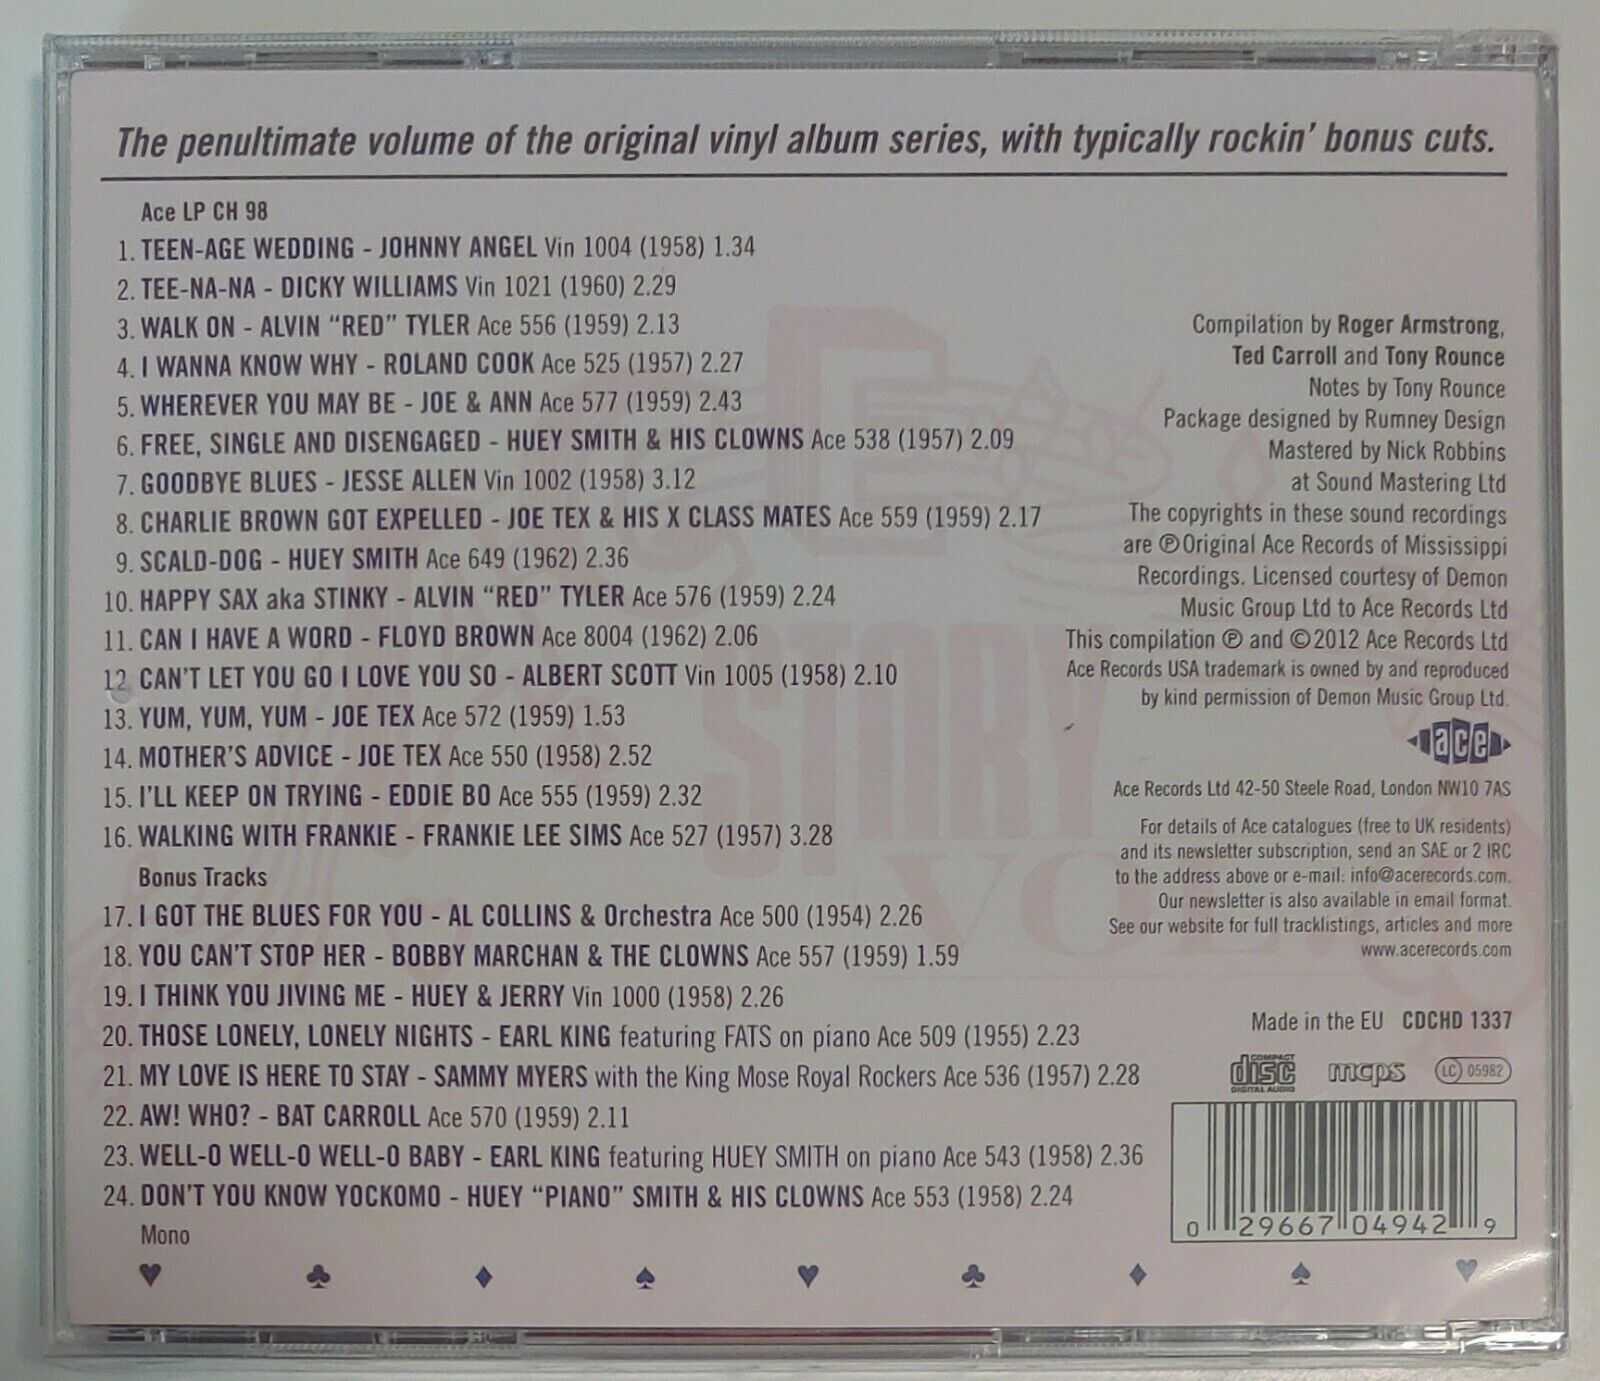 The penultimate volume of the original vinyl album series, with typically rockin' bonus cuts.
Ace LP CH 98
1. TEEN-AGE WEDDING - JOHNNY ANGEL Vin 1004 (1958) 1.34
2. TEE-NA-NA - DICKY WILLIAMS Vin 1021 (1960) 2.29
3. WALK ON - ALVIN “RED” TYLER Ace 556 (1959) 2.13
4. I WANNA KNOW WHY - ROLAND COOK Ace 525 (1957) 2.27
5. WHEREVER YOU MAY BE - JOE & ANN Ace 577 (1959) 2.43
6. FREE, SINGLE AND DISENGAGED - HUEY SMITH & HIS CLOWNS Ace 538 (1957) 2.09
7. GOODBYE BLUES - JESSE ALLEN Vin 1002 (1958) 3.12
8. CHARLIE BROWN GOT EXPELLED - JOE TEX & HIS X CLASS MATES Ace 559 (1959) 2.17
9. SCALD-DOG - HUEY SMITH Ace 649 (1962) 2.36
10. HAPPY SAX aka STINKY - ALVIN “RED” TYLER Ace 576 (1959) 2.24
11. CAN I HAVE A WORD - FLOYD BROWN Ace 8004 (1962) 2.06
12. CAN'T LET YOU GO I LOVE YOU SO - ALBERT SCOTT Vin 1005 (1958) 2.10
13. YUM, YUM, YUM - JOE TEX Ace 572 (1959) 1.53
14. MOTHER'S ADVICE - JOE TEX Ace 550 (1958) 2.52
15. I'LL KEEP ON TRYING - EDDIE BO Ace 555 (1959) 2.32
16. WALKING WITH FRANKIE - FRANKIE LEE SIMS Ace 527 (1957) 3.28
Bonus Tracks
17. I GOT THE BLUES FOR YOU - AL COLLINS & Orchestra Ace 500 (1954) 2.26
18. YOU CAN'T STOP HER - BOBBY MARCHAN & THE CLOWNS Ace 557 (1959) 1.59
19. I THINK YOU JIVING ME - HUEY & JERRY Vin 1000 (1958) 2.26
20. THOSE LONELY, LONELY NIGHTS - EARL KING featuring FATS on piano Ace 509 (1955) 2.23
21. MY LOVE IS HERE TO STAY - SAMMY MYERS with the King Mose Royal Rockers Ace 536 (1957) 2.28
22. AW! WHO? - BAT CARROLL Ace 570 (1959) 2.11
23. WELL-O WELL-O WELL-O BABY - EARL KING featuring HUEY SMITH on piano Ace 543 (1958) 2.36
24. DON'T YOU KNOW YOCKOMO - HUEY “PIANO” SMITH & HIS CLOWNS Ace 553 (1958) 2.24
Mono
Compilation by Roger Armstrong,
Ted Carroll and Tony Rounce
Notes by Tony Rounce
Package designed by Rumney Design
Mastered by Nick Robbins
at Sound Mastering Ltd
The copyrights in these sound recordings
are ℗Original Ace Records of Mississippi
Recordings. Licensed courtesy of Demon
Music Group Ltd to Ace Records Ltd
This compilation ℗ and ©2012 Ace Records Ltd
Ace Records USA trademark is owned by and reproduced
by kind permission of Demon Music Group Ltd.
ace
Ace Records Ltd 42-50 Steele Road, London NW10 7AS
For details of Ace catalogues (free to UK residents)
and its newsletter subscription, send an SAE or 2 IRC
to the address above or e-mail: info@acerecords.com.
Our newsletter is also available in email format.
See our website for full tracklistings, articles and more
www.acerecords.com
Made in the EU CDCHD 1337
COMPACT disc DIGITAL AUDIO mcps LC 05982
0 29667 04942 9
STORY
VOL